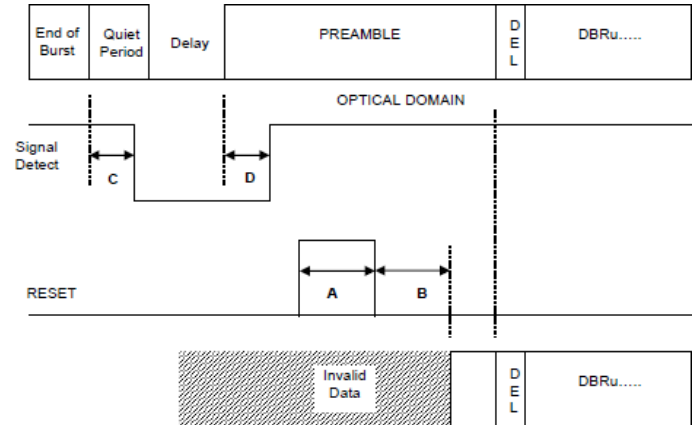 End of
Burst
Quiet
Period
Delay
PREAMBLE
D
E
L
DBRu.....
OPTICAL DOMAIN
Signal
Detect
C
D
RESET
A
B
Invalid
Data
D
E
L
DBRu.....